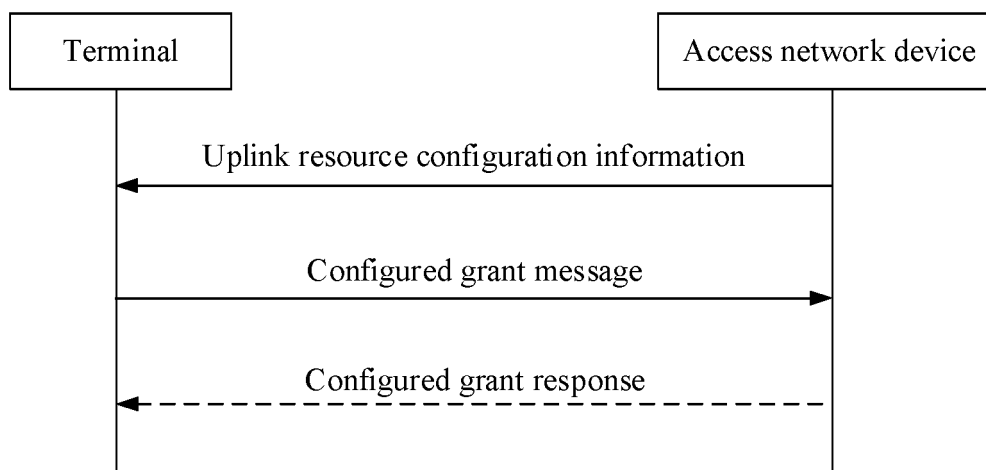 Terminal
Access network device
Uplink resource configuration information
Configured grant message
Configured grant response